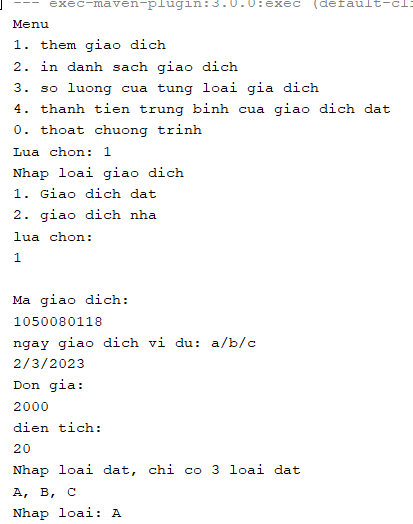 --- exec-maven-plugin:3.0.0:exec (default-cli
Menu
1. them giao dich
2. in danh sach giao dich
3. so luong cua tung loai gia dich
4. thanh tien trung binh cua giao dich dat
0. thoat chuong trinh
Lua chon: 1
Nhap loai giao dich
1. Giao dich dat
2. giao dich nha
lua chon:
1
Ma giao dich:
1050080118
ngay giao dich vi du: a/b/c
2/3/2023
Don gia:
2000
dien tich:
20
Nhap loai dat, chi co 3 loai dat
A, B, C
Nhap loai: A